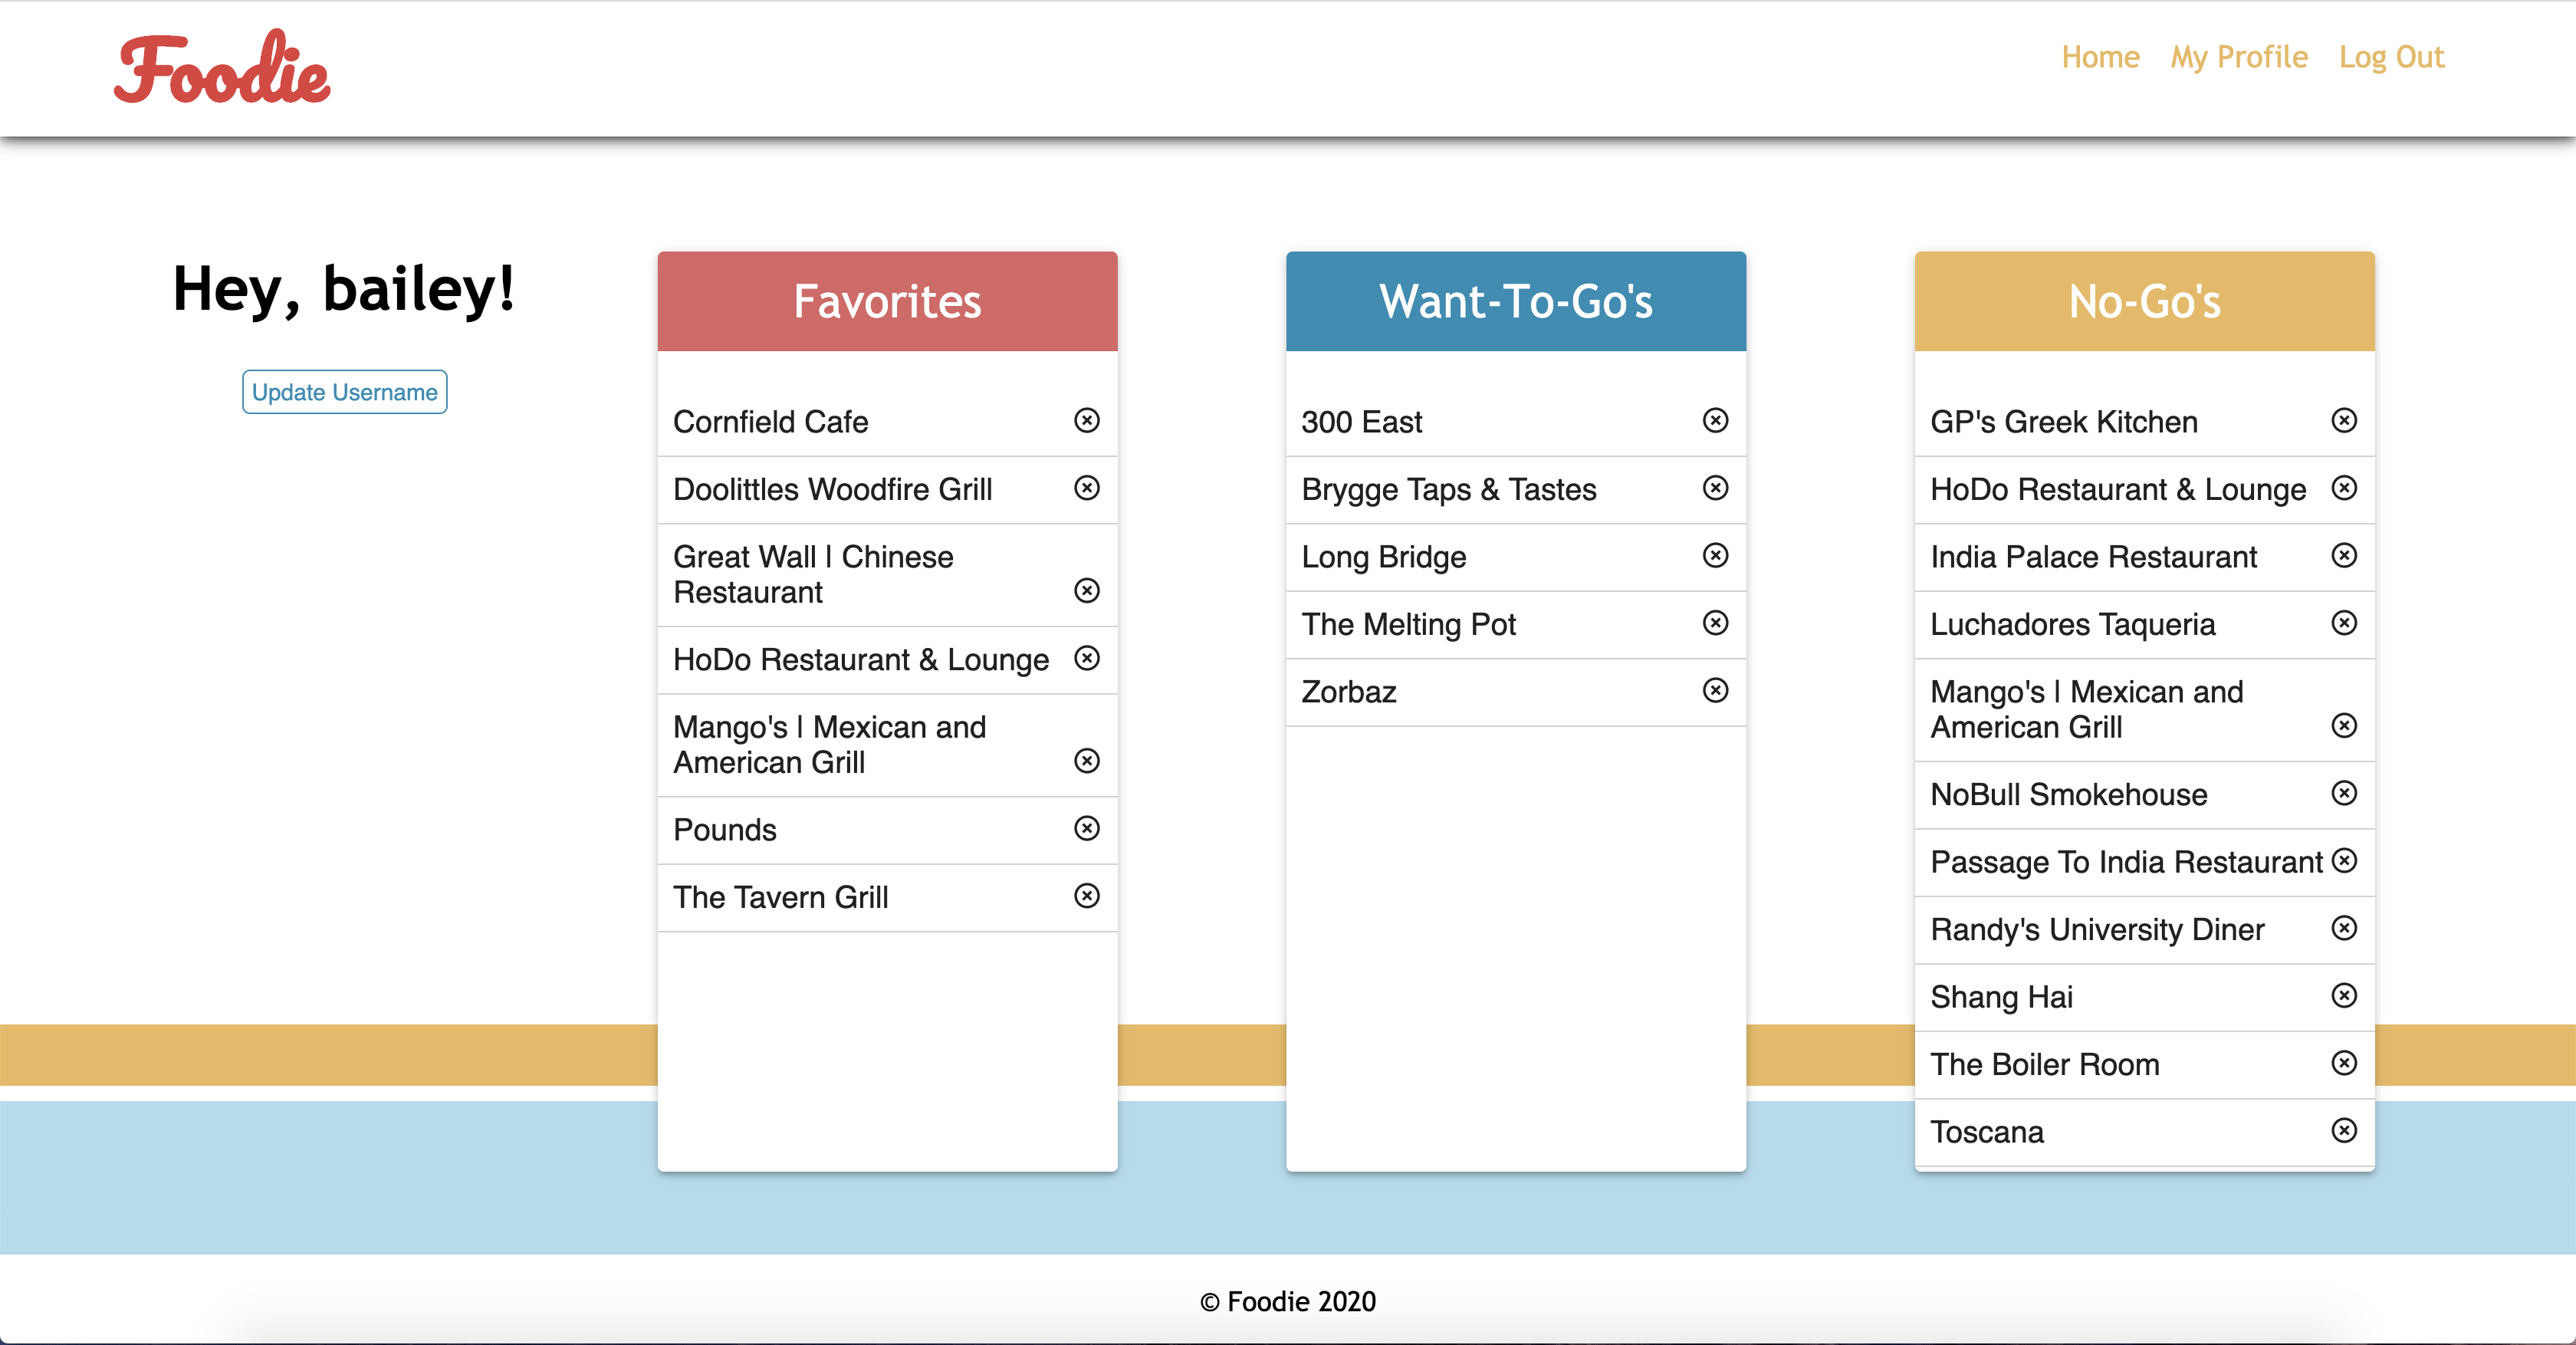 Foodie
Home My Profile Log Out
Hey, bailey!
Update Username
Favorites
Cornfield Cafe
Doolittles Woodfire Grill
Great Wall | Chinese
Restaurant
HoDo Restaurant & Lounge
Mango's | Mexican and
American Grill
Pounds
The Tavern Grill
Want-To-Go's
300 East
Brygge Taps & Tastes
Long Bridge
The Melting Pot
Zorbaz
No-Go's
GP's Greek Kitchen
HoDo Restaurant & Lounge
India Palace Restaurant
Luchadores Taqueria
Mango's | Mexican and
American Grill
NoBull Smokehouse
Passage To India Restaurant
Randy's University Diner
Shang Hai
The Boiler Room
Toscana
© Foodie 2020